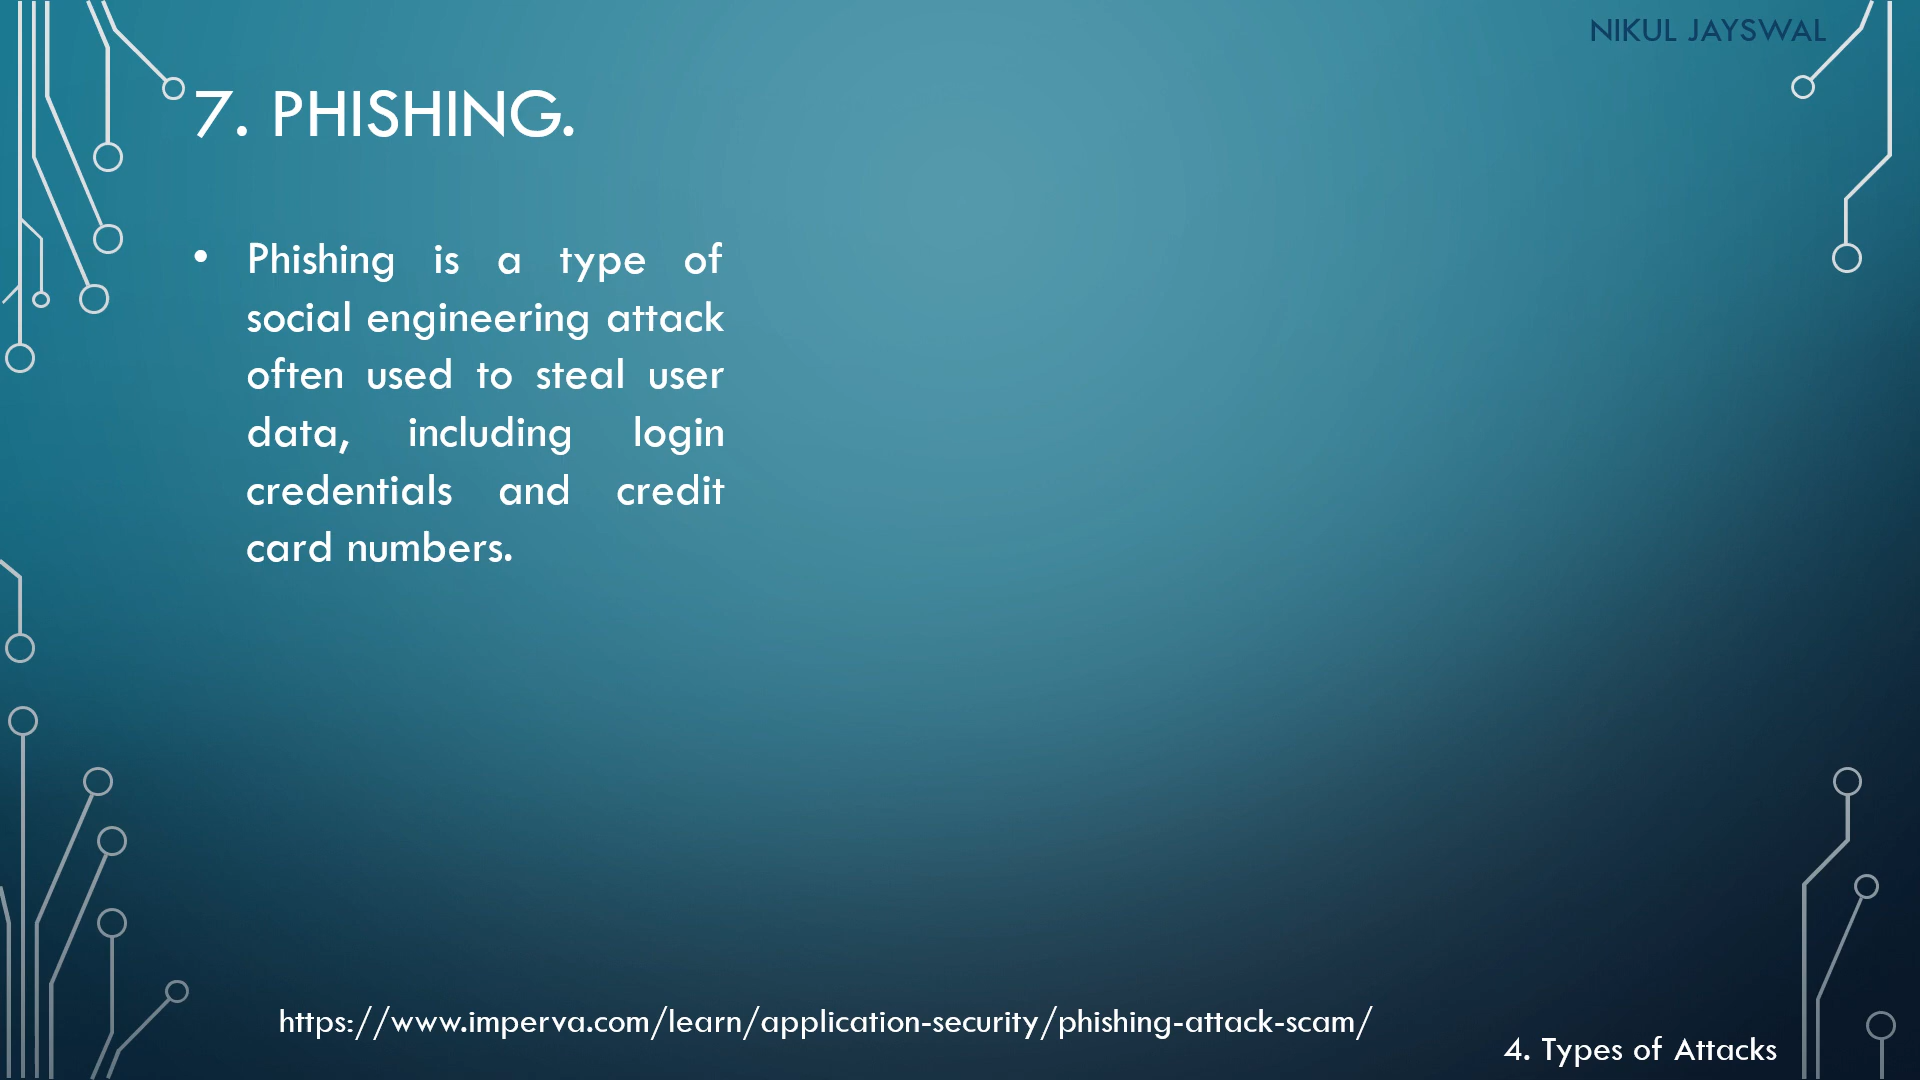 NIKUL JAYSWAL
7. PHISHING.
• Phishing is a type of
social engineering attack
often used to steal user
data, including login
credentials and credit
card numbers.
https://www.imperva.com/learn/application-security/phishing-attack-scam/
4. Types of Attacks